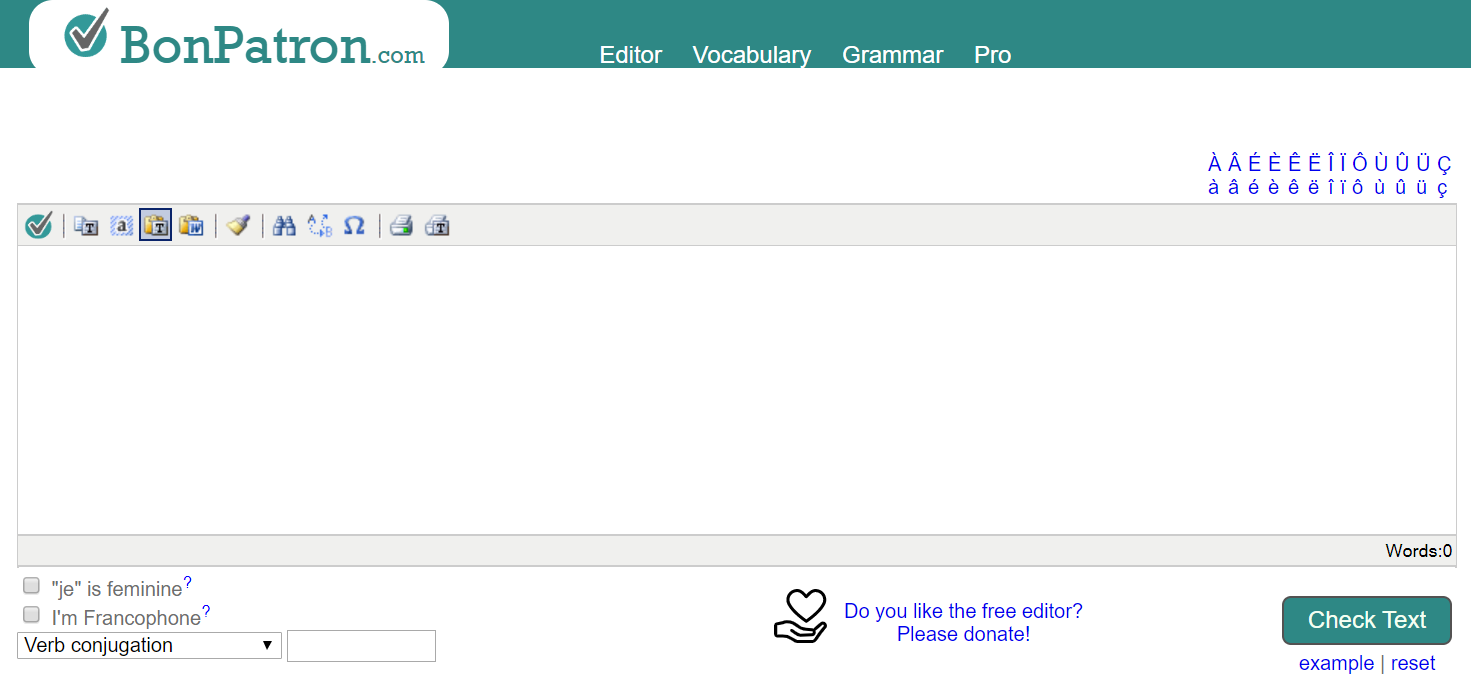 BonPatron.com
Editor Vocabulary Grammar Pro
À Â É È Ê Ë Î Ï Ô Ù Û Ü Ç
à â é è ê ë î ï ô ù û ü ç
Words:0
"je" is feminine?
I'm Francophone?
Verb conjugation
Do you like the free editor?
Please donate!
Check Text
example | reset